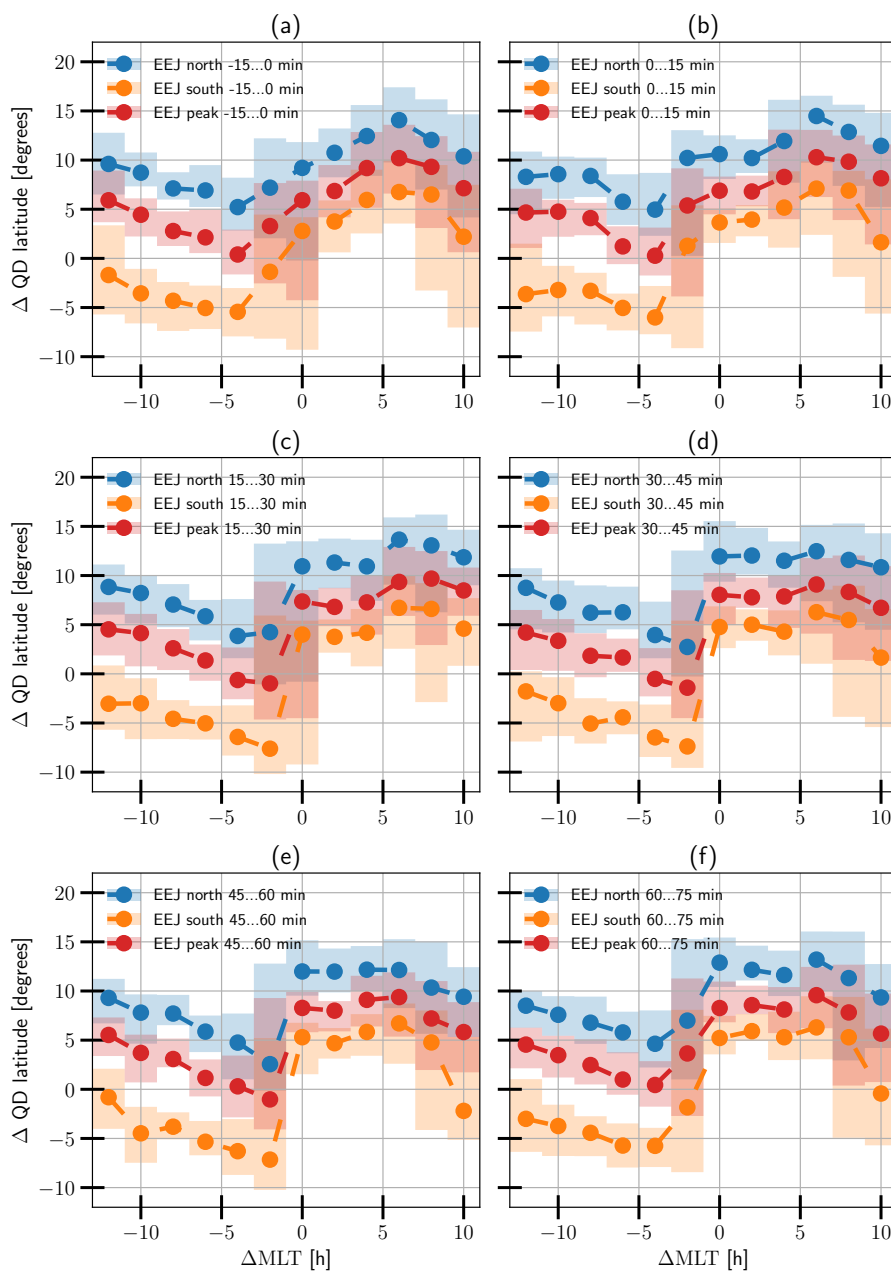 (a)
(b)
20
15
10
5
0
−5
−10
Δ QD latitude [degrees]
EEJ north -15...0 min
EEJ south -15...0 min
EEJ peak -15...0 min
−10
−5
0
5
10
EEJ north 0...15 min
EEJ south 0...15 min
EEJ peak 0...15 min
−10
−5
0
5
10
(c)
(d)
20
15
10
5
0
−5
−10
Δ QD latitude [degrees]
EEJ north 15...30 min
EEJ south 15...30 min
EEJ peak 15...30 min
−10
−5
0
5
10
EEJ north 30...45 min
EEJ south 30...45 min
EEJ peak 30...45 min
−10
−5
0
5
10
(e)
(f)
20
15
10
5
0
−5
−10
Δ QD latitude [degrees]
EEJ north 45...60 min
EEJ south 45...60 min
EEJ peak 45...60 min
−10
−5
0
5
10
ΔMLT [h]
EEJ north 60...75 min
EEJ south 60...75 min
EEJ peak 60...75 min
−10
−5
0
5
10
ΔMLT [h]